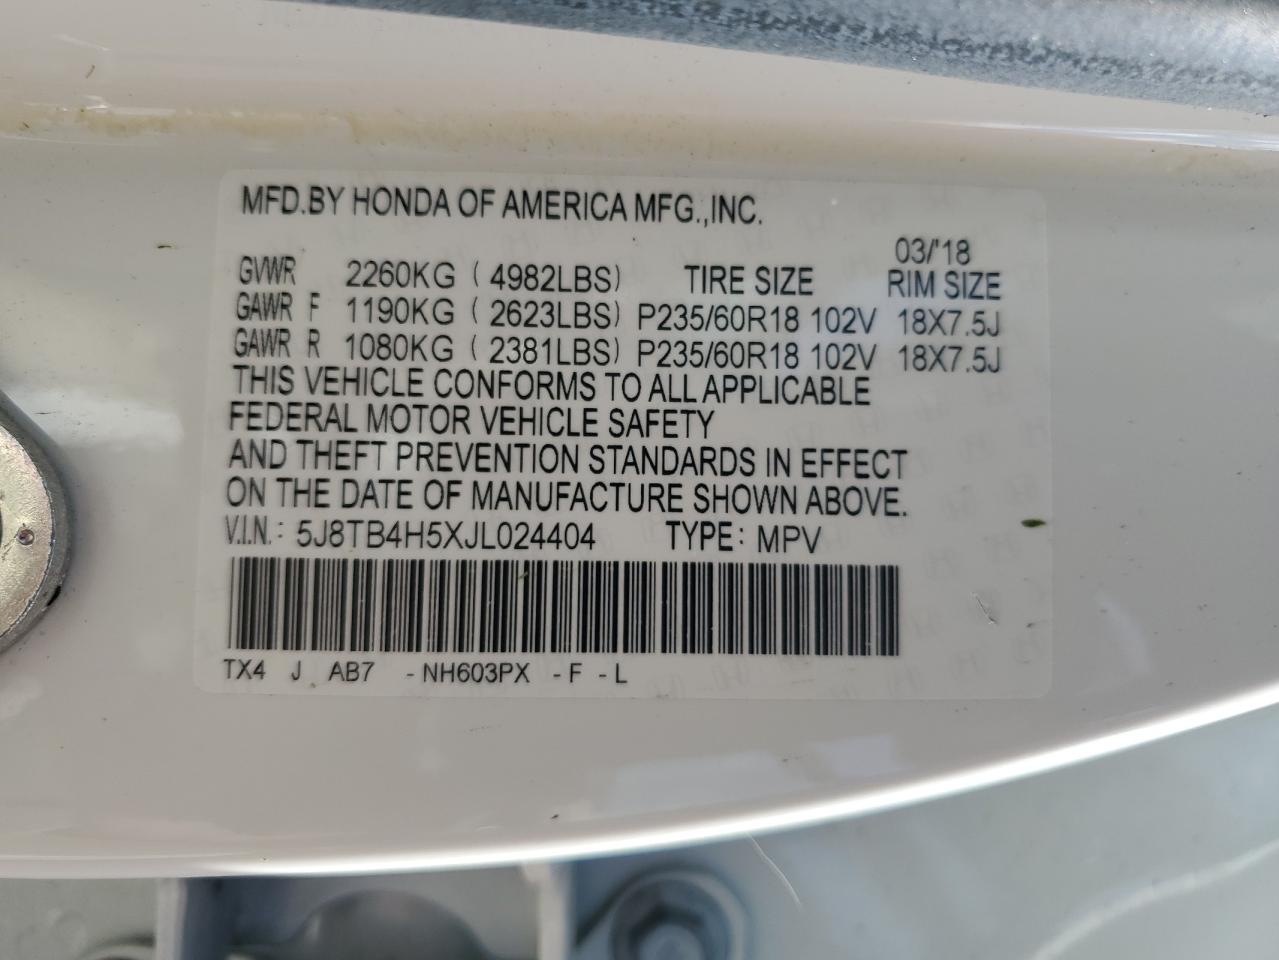 MFD.BY HONDA OF AMERICA MFG.,INC.
03/'18
GVWR 2260KG ( 4982LBS) TIRE SIZE RIM SIZE
GAWR F 1190KG ( 2623LBS) P235/60R18 102V 18X7.5J
GAWR R 1080KG ( 2381LBS) P235/60R18 102V 18X7.5J
THIS VEHICLE CONFORMS TO ALL APPLICABLE
FEDERAL MOTOR VEHICLE SAFETY
AND THEFT PREVENTION STANDARDS IN EFFECT
ON THE DATE OF MANUFACTURE SHOWN ABOVE.
V.I.N.: 5J8TB4H5XJL024404 TYPE: MPV
TX4 J AB7 -NH603PX -F -L